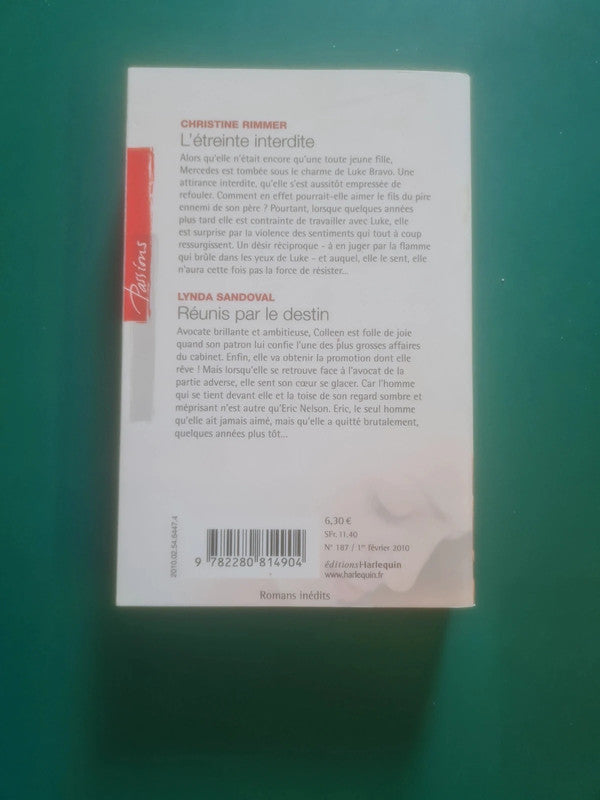 CHRISTINE RIMMER
L'étreinte interdite
Alors qu'elle n'était encore qu'une toute jeune fille,
Mercedes est tombée sous le charme de Luke Bravo. Une
attirance interdite, qu'elle s'est aussitôt empressée de
refouler. Comment en effet pourrait-elle aimer le fils du pire
ennemi de son père ? Pourtant, lorsque quelques années
plus tard elle est contrainte de travailler avec Luke, elle
est surprise par la violence des sentiments qui tout à coup
ressurgissent. Un désir réciproque - à en juger par la flamme
qui brûle dans les yeux de Luke - et auquel, elle le sent, elle
n'aura cette fois pas la force de résister...
Passions
LYNDA SANDOVAL
Réunis par le destin
Avocate brillante et ambitieuse, Colleen est folle de joie
quand son patron lui confie l'une des plus grosses affaires
du cabinet. Enfin, elle va obtenir la promotion dont elle
rêve ! Mais lorsqu'elle se retrouve face à l'avocat de la
partie adverse, elle sent son cœur se glacer. Car l'homme
qui se tient devant elle et la toise de son regard sombre et
méprisant n'est autre qu'Eric Nelson. Eric, le seul homme
qu'elle ait jamais aimé, mais qu'elle a quitté brutalement,
quelques années plus tôt...
2010.02.54.6447.4
9 782280 814904
6,30 €
SFr. 11.40
N° 187 / 1er février 2010
éditionsHarlequin
www.harlequin.fr
Romans inédits